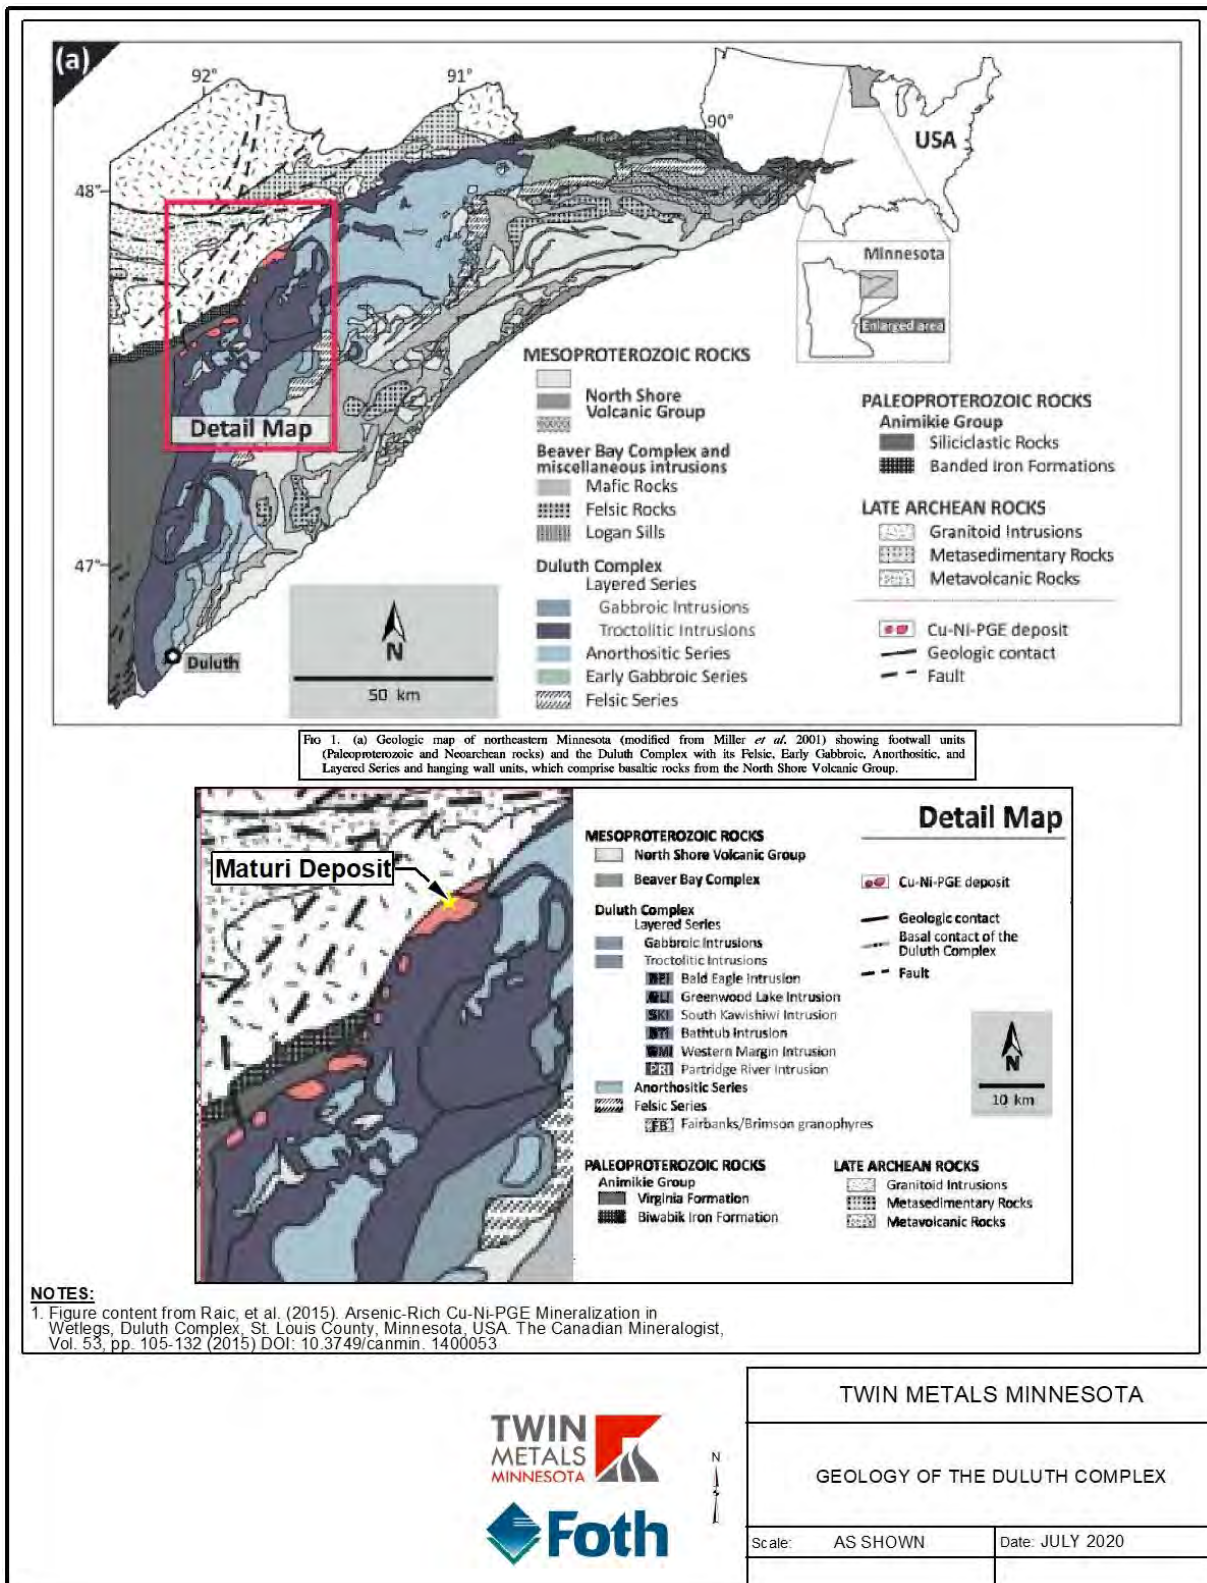 (a)
92°
91°
90°
48°
47°
USA
Minnesota
Enlarged area
Detail Map
Duluth
N
50 km
MESOPROTEROZOIC ROCKS
North Shore
Volcanic Group
Beaver Bay Complex and
miscellaneous intrusions
Mafic Rocks
Felsic Rocks
Logan Sills
Duluth Complex
Layered Series
Gabbroic Intrusions
Troctolitic Intrusions
Anorthositic Series
Early Gabbroic Series
Felsic Series
PALEOPROTEROZOIC ROCKS
Animikie Group
Siliciclastic Rocks
Banded Iron Formations
LATE ARCHEAN ROCKS
Granitoid Intrusions
Metasedimentary Rocks
Metavolcanic Rocks
Cu-Ni-PGE deposit
Geologic contact
Fault
FIG 1. (a) Geologic map of northeastern Minnesota (modified from Miller et al. 2001) showing footwall units
(Paleoproterozoic and Neoarchean rocks) and the Duluth Complex with its Felsic, Early Gabbroic, Anorthositic, and
Layered Series and hanging wall units, which comprise basaltic rocks from the North Shore Volcanic Group.
Maturi Deposit
Detail Map
MESOPROTEROZOIC ROCKS
North Shore Volcanic Group
Beaver Bay Complex
Duluth Complex
Layered Series
Gabbroic Intrusions
Troctolitic Intrusions
Bald Eagle Intrusion
Greenwood Lake Intrusion
SKI South Kawishiwi Intrusion
Bathtub Intrusion
Western Margin Intrusion
PRI Partridge River Intrusion
Anorthositic Series
Felsic Series
FB Fairbanks/Brimson granophyres
PALEOPROTEROZOIC ROCKS
Animikie Group
Virginia Formation
Biwabik Iron Formation
Cu-Ni-PGE deposit
Geologic contact
Basal contact of the
Duluth Complex
Fault
N
10 km
LATE ARCHEAN ROCKS
Granitoid Intrusions
Metasedimentary Rocks
Metavolcanic Rocks
NOTES:
1. Figure content from Raic, et al. (2015). Arsenic-Rich Cu-Ni-PGE Mineralization in
Wetlegs, Duluth Complex, St. Louis County, Minnesota, USA. The Canadian Mineralogist,
Vol. 53, pp. 105-132 (2015) DOI: 10.3749/canmin. 1400053
TWIN
METALS
MINNESOTA
Foth
N
TWIN METALS MINNESOTA
GEOLOGY OF THE DULUTH COMPLEX
Scale: AS SHOWN
Date: JULY 2020